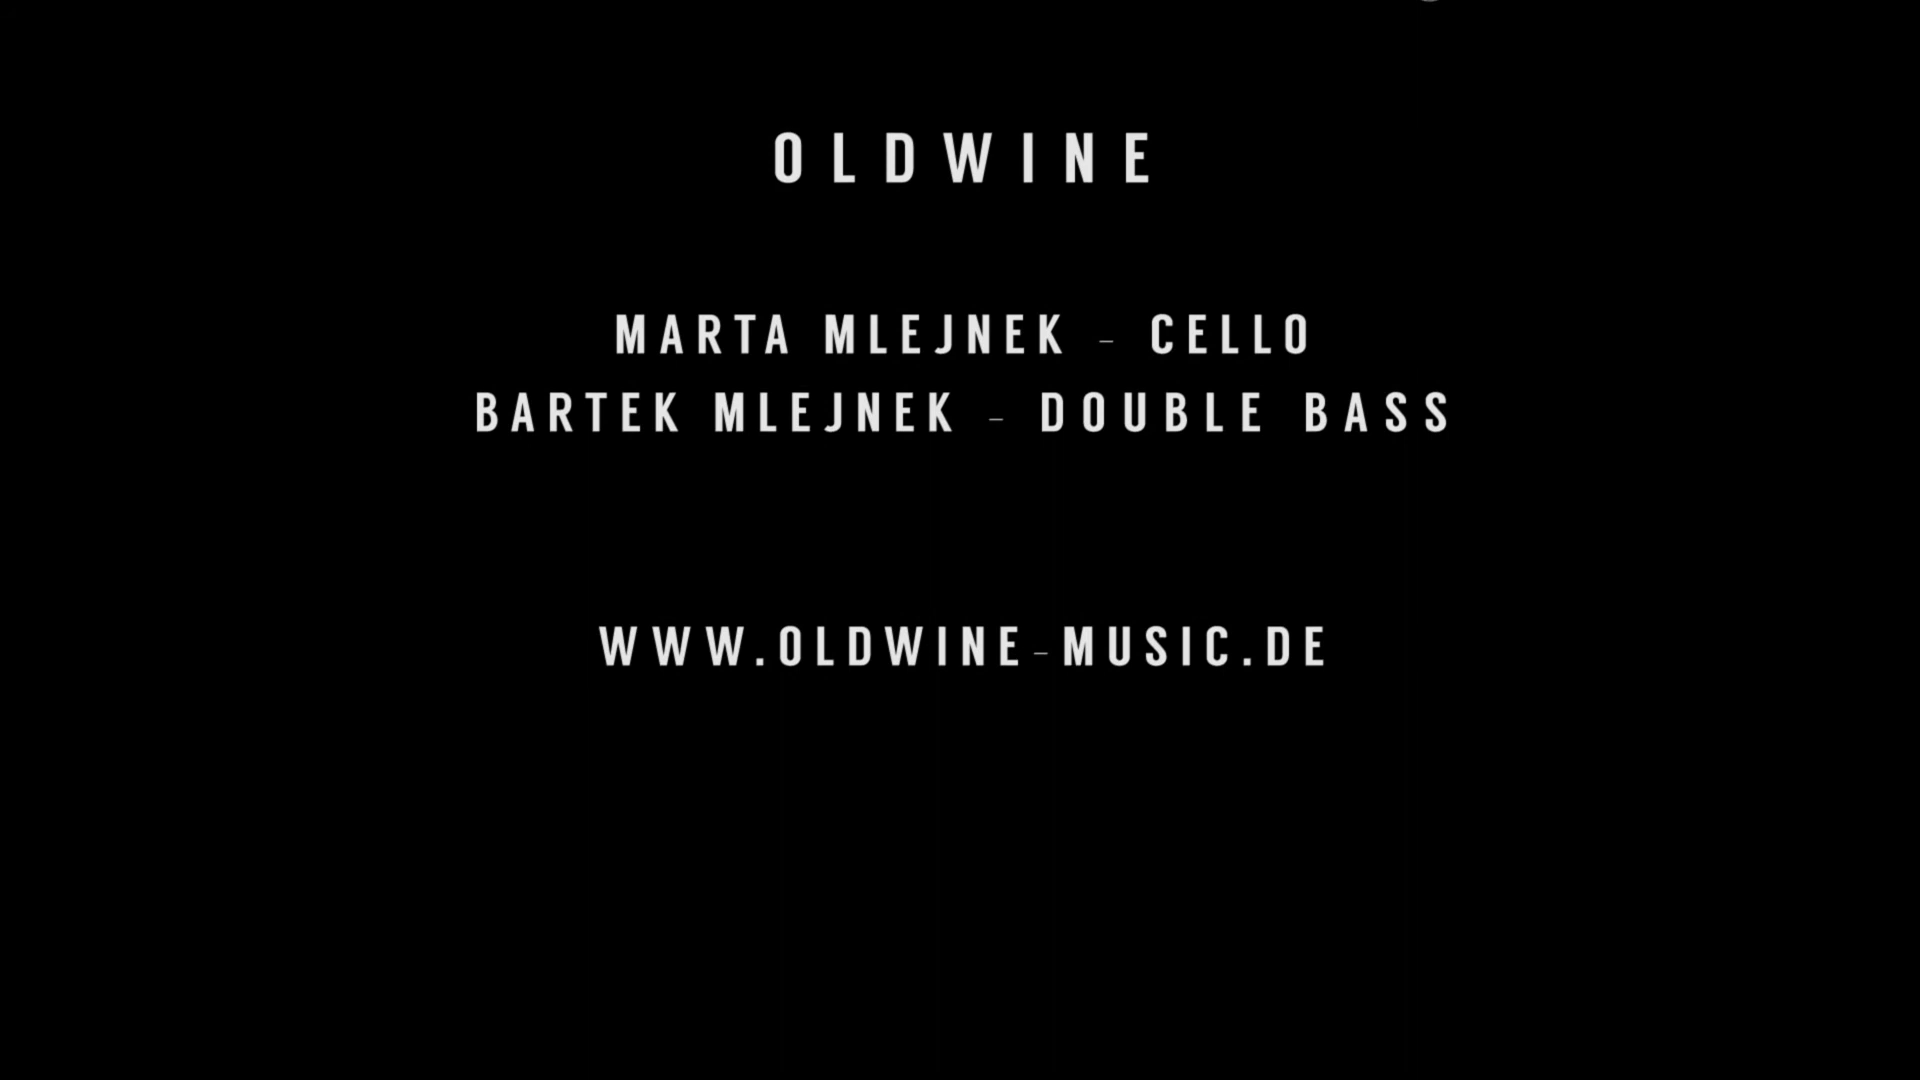 OLDWINE
MARTA MLEJNEK - CELLO
BARTEK MLEJNEK - DOUBLE BASS
WWW.OLDWINE-MUSIC.DE